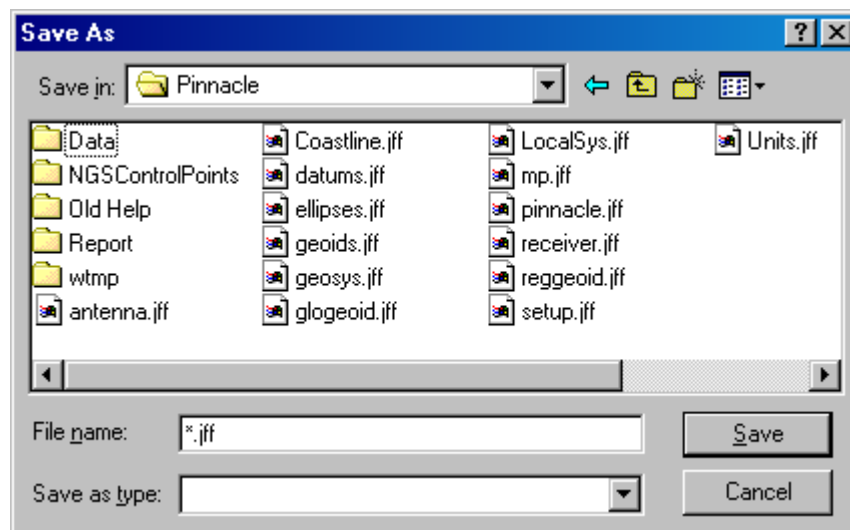 Save As
Save in: Pinnacle
Data
NGSControlPoints
Old Help
Report
wtmp
antenna.jff
Coastline.jff
datums.jff
ellipses.jff
geoids.jff
geosys.jff
glogeoid.jff
LocalSys.jff
mp.jff
pinnacle.jff
receiver.jff
reggeoid.jff
setup.jff
Units.jff
File name: *.jff
Save
Save as type:
Cancel